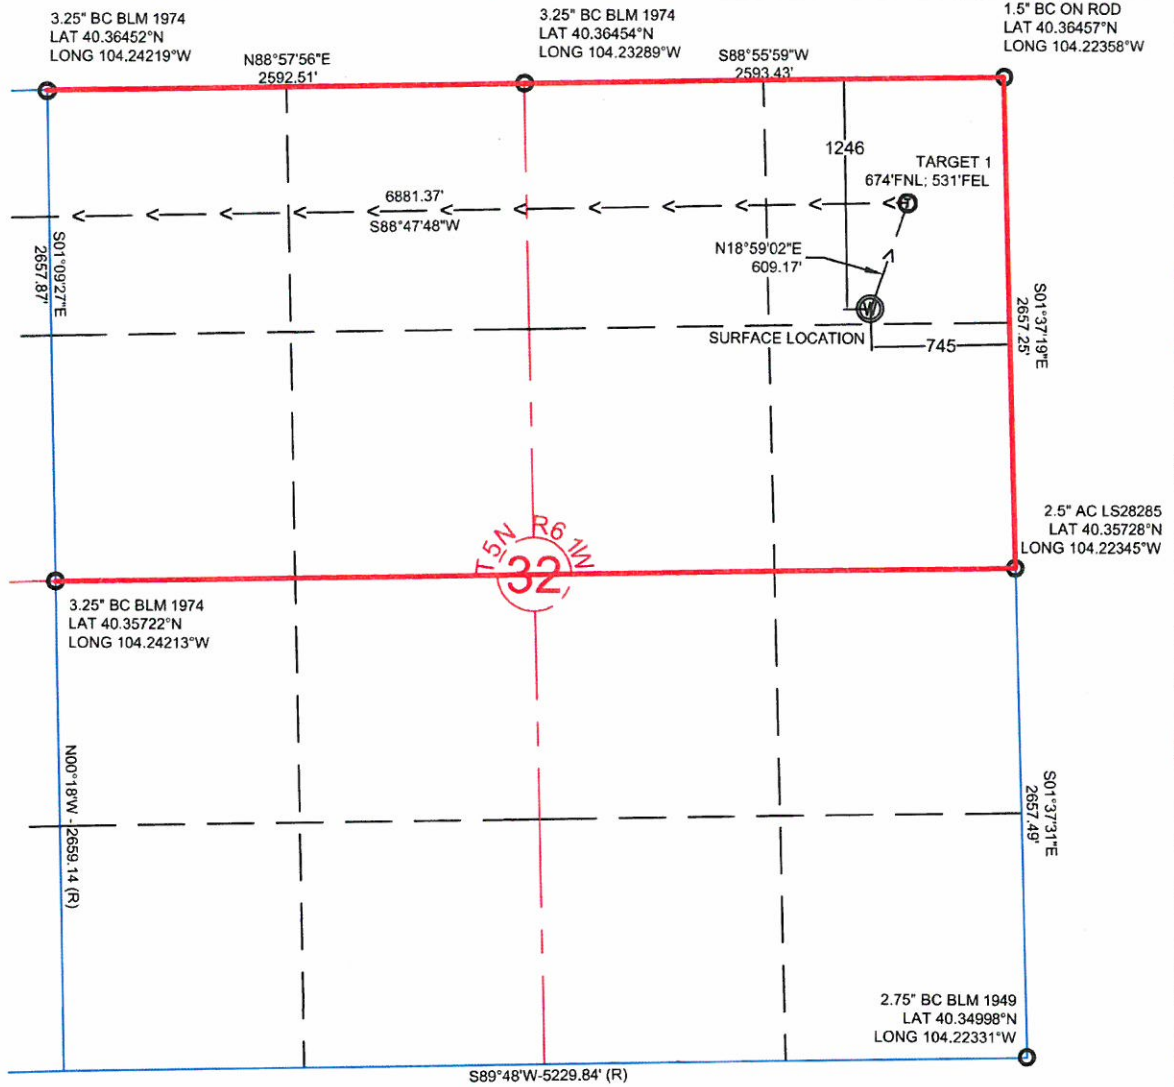 3.25" BC BLM 1974
LAT 40.36452°N
LONG 104.24219°W
3.25" BC BLM 1974
LAT 40.36454°N
LONG 104.23289°W
1.5" BC ON ROD
LAT 40.36457°N
LONG 104.22358°W
N88°57'56"E
2592.51'
S88°55'59"W
2593.43'
1246
TARGET 1
674'FNL; 531'FEL
6881.37'
S88°47'48"W
N18°59'02"E
609.17'
S01°09'27"E
2657.87'
S01°37'19"E
2657.25'
W
SURFACE LOCATION
745
2.5" AC LS28285
LAT 40.35728°N
LONG 104.22345°W
T 5N R61W
32
3.25" BC BLM 1974
LAT 40.35722°N
LONG 104.24213°W
N00°18'W -2659.14 (R)
S01°37'31"E
2657.49'
2.75" BC BLM 1949
LAT 40.34998°N
LONG 104.22331°W
S89°48'W-5229.84' (R)